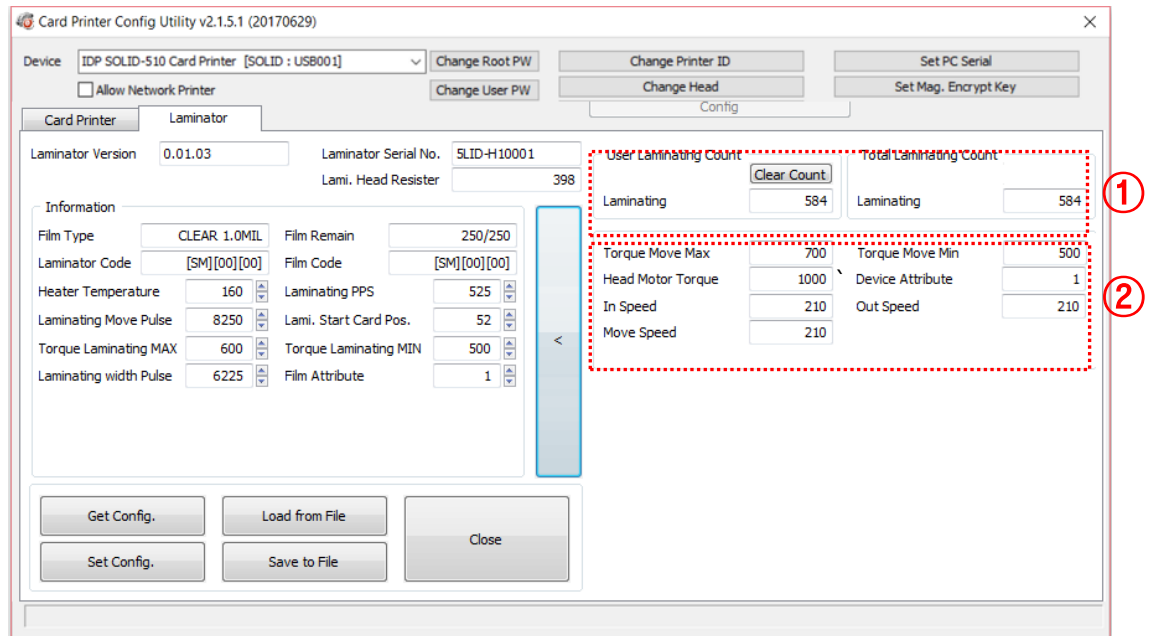 Card Printer Config Utility v2.1.5.1 (20170629)
Device IDP SOLID-510 Card Printer [SOLID : USB001] Change Root PW Change Printer ID Set PC Serial
Allow Network Printer Change User PW Change Head Set Mag. Encrypt Key
Config
Card Printer Laminator
Laminator Version 0.01.03 Laminator Serial No. 5LID-H10001
Lami. Head Resister 398
Information
Film Type CLEAR 1.0MIL Film Remain 250/250
Laminator Code [SM][00][00] Film Code [SM][00][00]
Heater Temperature 160 Laminating PPS 525
Laminating Move Pulse 8250 Lami. Start Card Pos. 52
Torque Laminating MAX 600 Torque Laminating MIN 500
Laminating width Pulse 6225 Film Attribute 1
<
Get Config. Load from File
Set Config. Save to File
Close
User Laminating Count Total Laminating Count
Clear Count
Laminating 584 Laminating 584
①
Torque Move Max 700 Torque Move Min 500
Head Motor Torque 1000 ` Device Attribute 1
In Speed 210 Out Speed 210
Move Speed 210
②